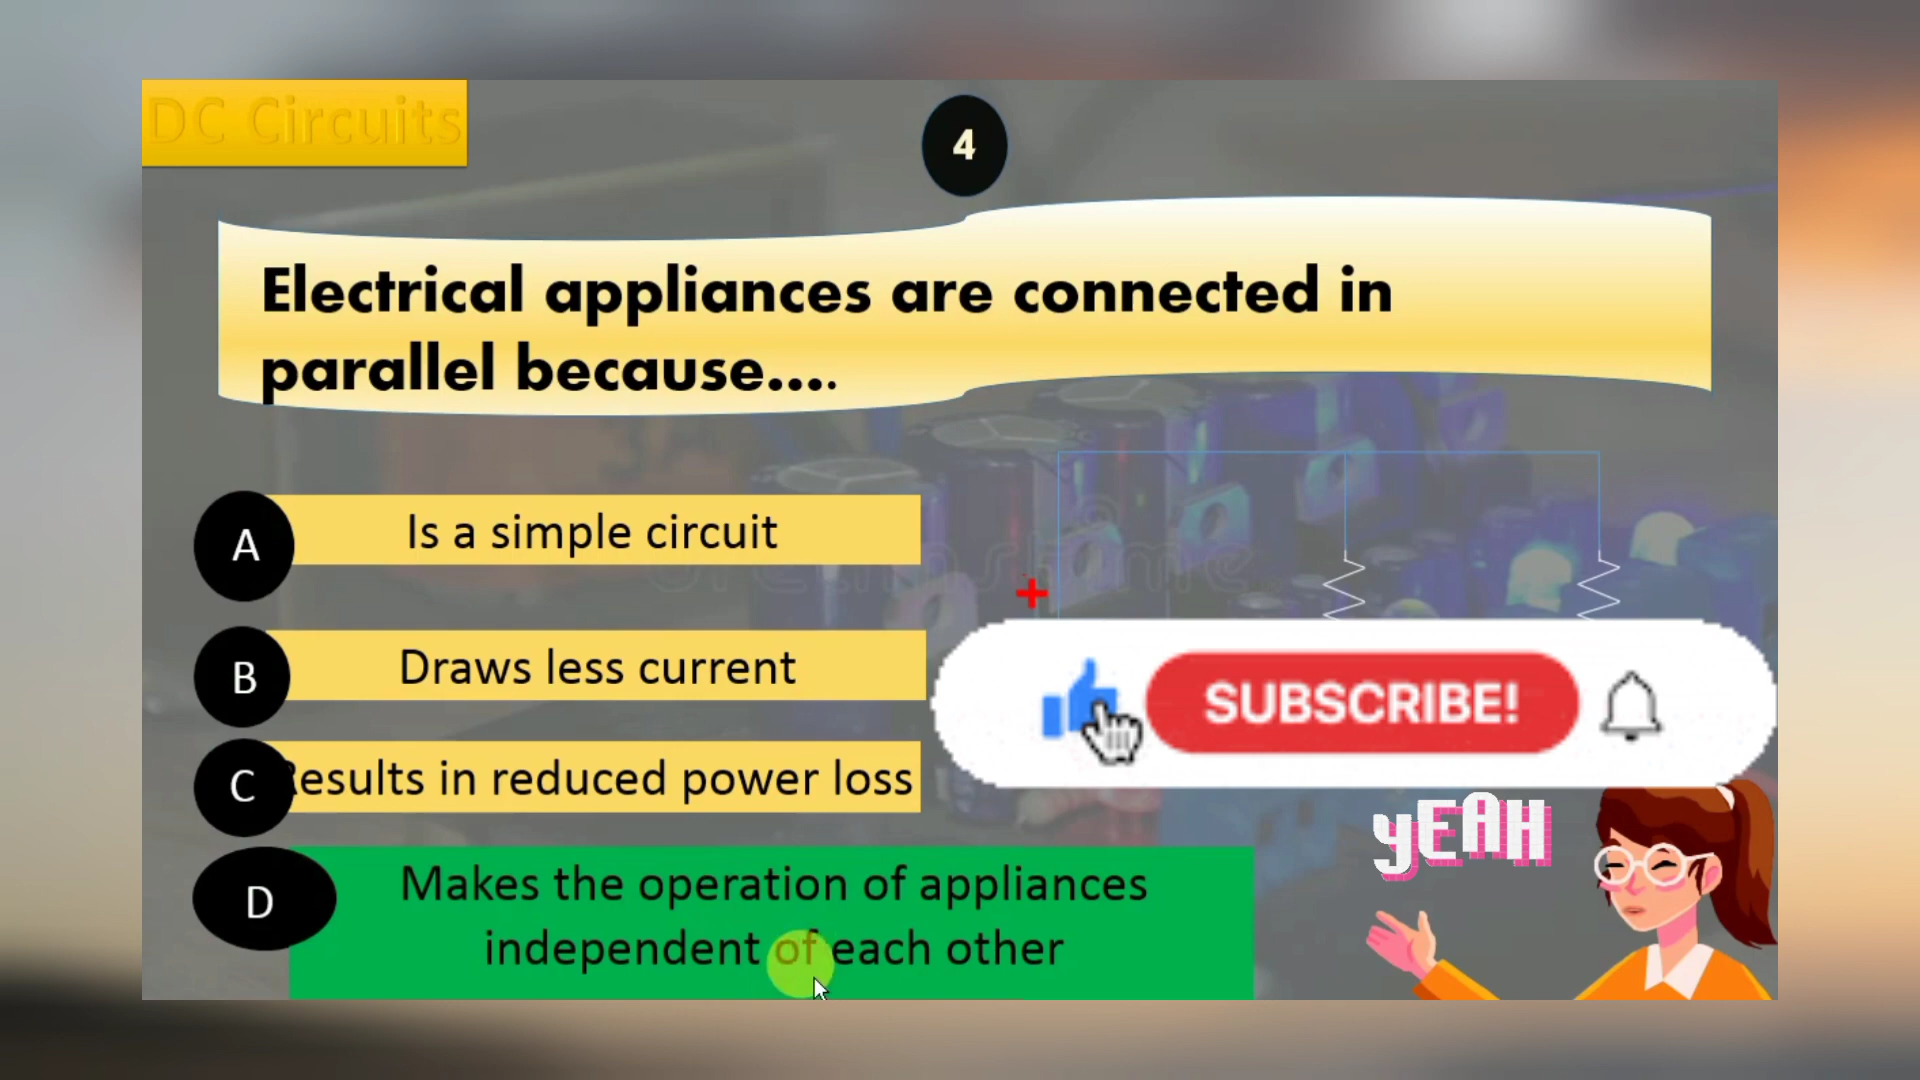 DC Circuits
4
Electrical appliances are connected in
parallel because....
A
Is a simple circuit
+
B
Draws less current
SUBSCRIBE!
C
Results in reduced power loss
YEAH
D
Makes the operation of appliances
independent of each other